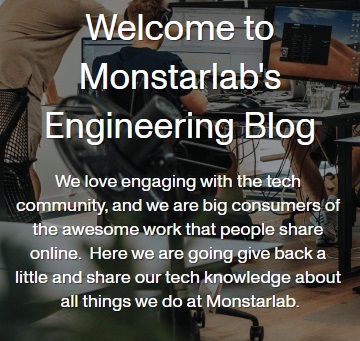 Welcome to
Monstarlab's
Engineering Blog
We love engaging with the tech
community, and we are big consumers of
the awesome work that people share
online.  Here we are going give back a
little and share our tech knowledge about
all things we do at Monstarlab.